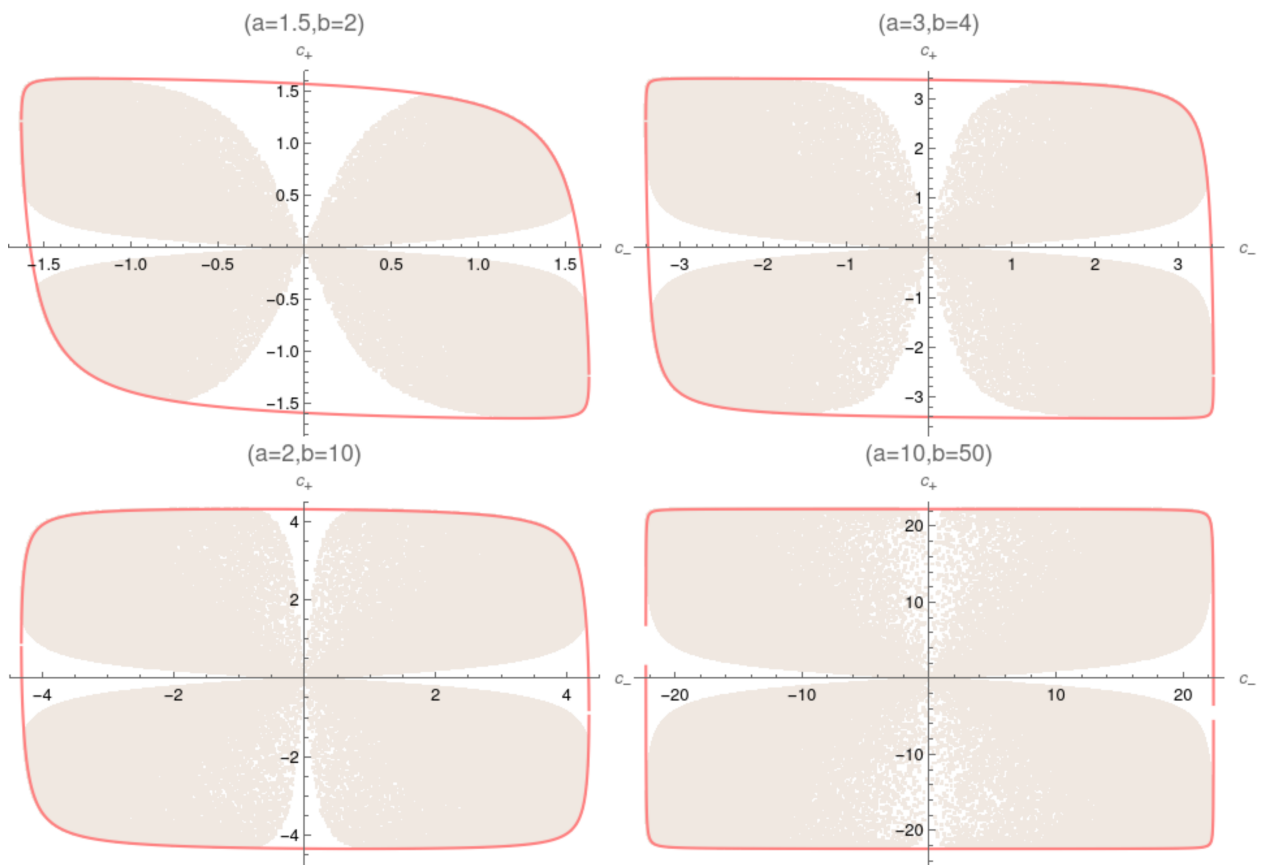 (a=1.5,b=2)
c₊
1.5
1.0
0.5
−1.5 −1.0 −0.5 0.5 1.0 1.5 c₋
−0.5
−1.0
−1.5
(a=3,b=4)
c₊
3
2
1
−3 −2 −1 1 2 3 c₋
−1
−2
−3
(a=2,b=10)
c₊
4
2
−4 −2 2 4 c₋
−2
−4
(a=10,b=50)
c₊
20
10
−20 −10 10 20 c₋
−10
−20